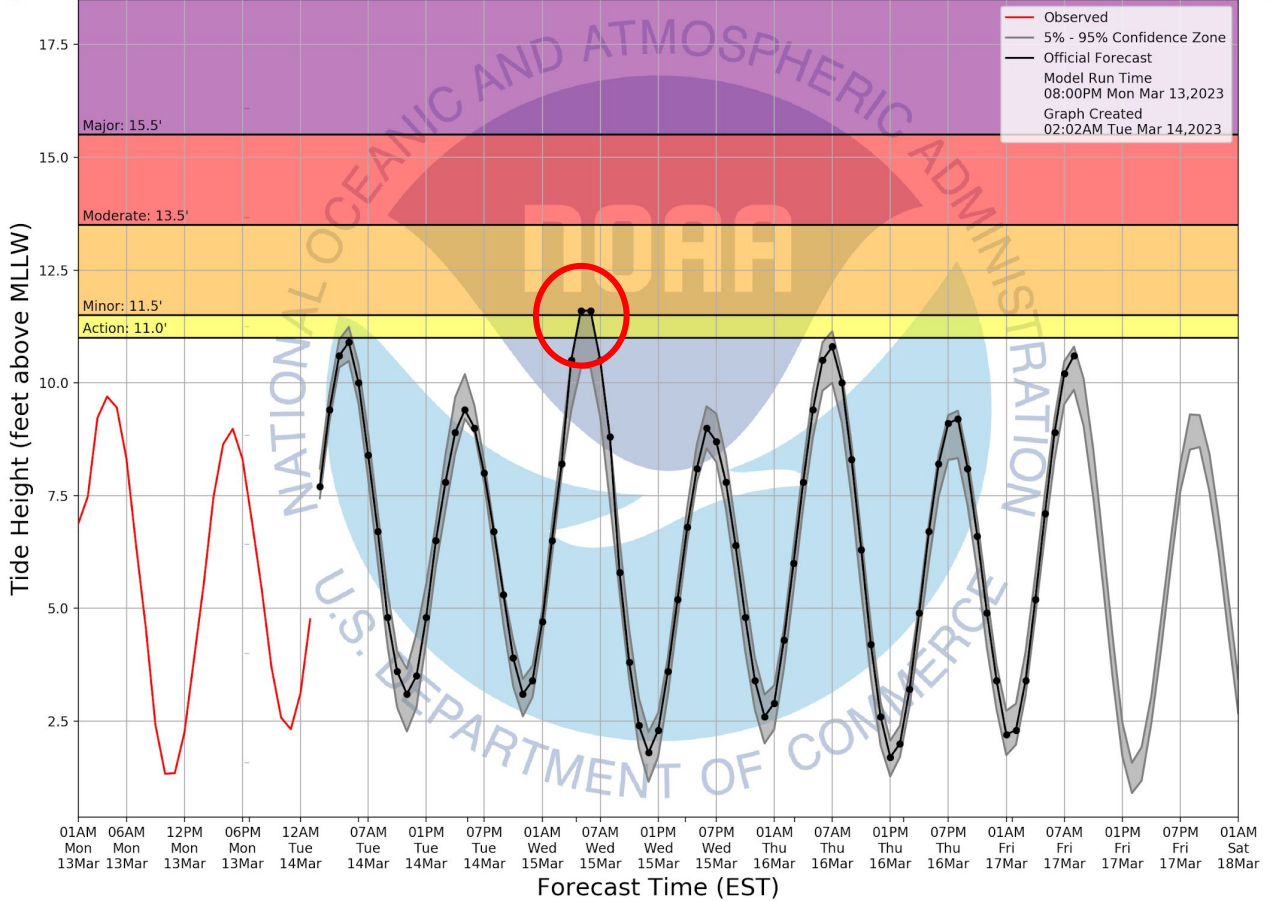 17.5
15.0
12.5
10.0
7.5
5.0
2.5
Tide Height (feet above MLLW)
Major: 15.5'
Moderate: 13.5'
Minor: 11.5'
Action: 11.0'
Observed
5% - 95% Confidence Zone
Official Forecast
Model Run Time
08:00PM Mon Mar 13,2023
Graph Created
02:02AM Tue Mar 14,2023
NATIONAL OCEANIC AND ATMOSPHERIC ADMINISTRATION
NOAA
U.S. DEPARTMENT OF COMMERCE
01AM 06AM 12PM 06PM 12AM 07AM 01PM 07PM 01AM 07AM 01PM 07PM 01AM 07AM 01PM 07PM 01AM 07AM 01PM 07PM 01AM
Mon Mon Mon Mon Tue Tue Tue Tue Wed Wed Wed Wed Thu Thu Thu Thu Fri Fri Fri Fri Sat
13Mar 13Mar 13Mar 13Mar 14Mar 14Mar 14Mar 14Mar 15Mar 15Mar 15Mar 15Mar 16Mar 16Mar 16Mar 16Mar 17Mar 17Mar 17Mar 17Mar 18Mar
Forecast Time (EST)